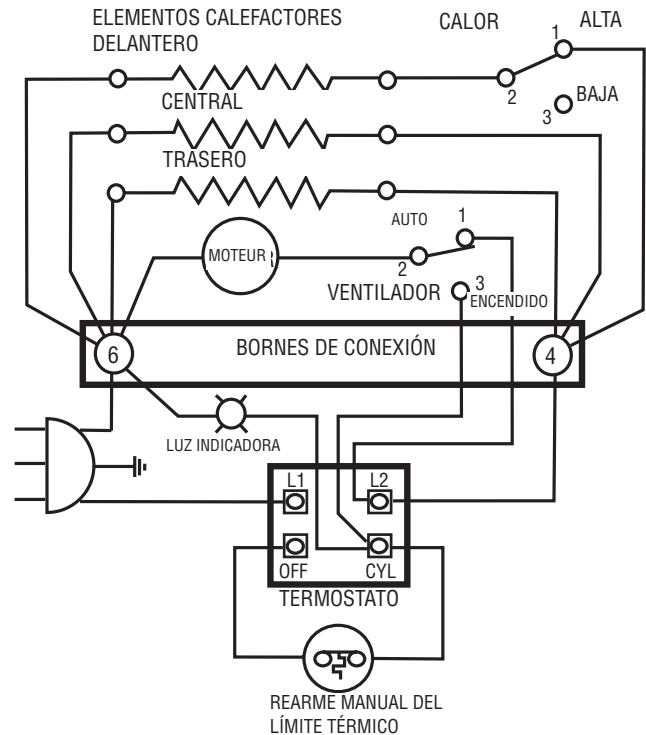 ELEMENTOS CALEFACTORES
DELANTERO
CALOR
1
ALTA
2
3
BAJA
CENTRAL
TRASERO
AUTO
1
MOTEUR
2
VENTILADOR
3
ENCENDIDO
6
BORNES DE CONEXIÓN
4
LUZ INDICADORA
L1
L2
OFF
CYL
TERMOSTATO
REARME MANUAL DEL
LÍMITE TÉRMICO